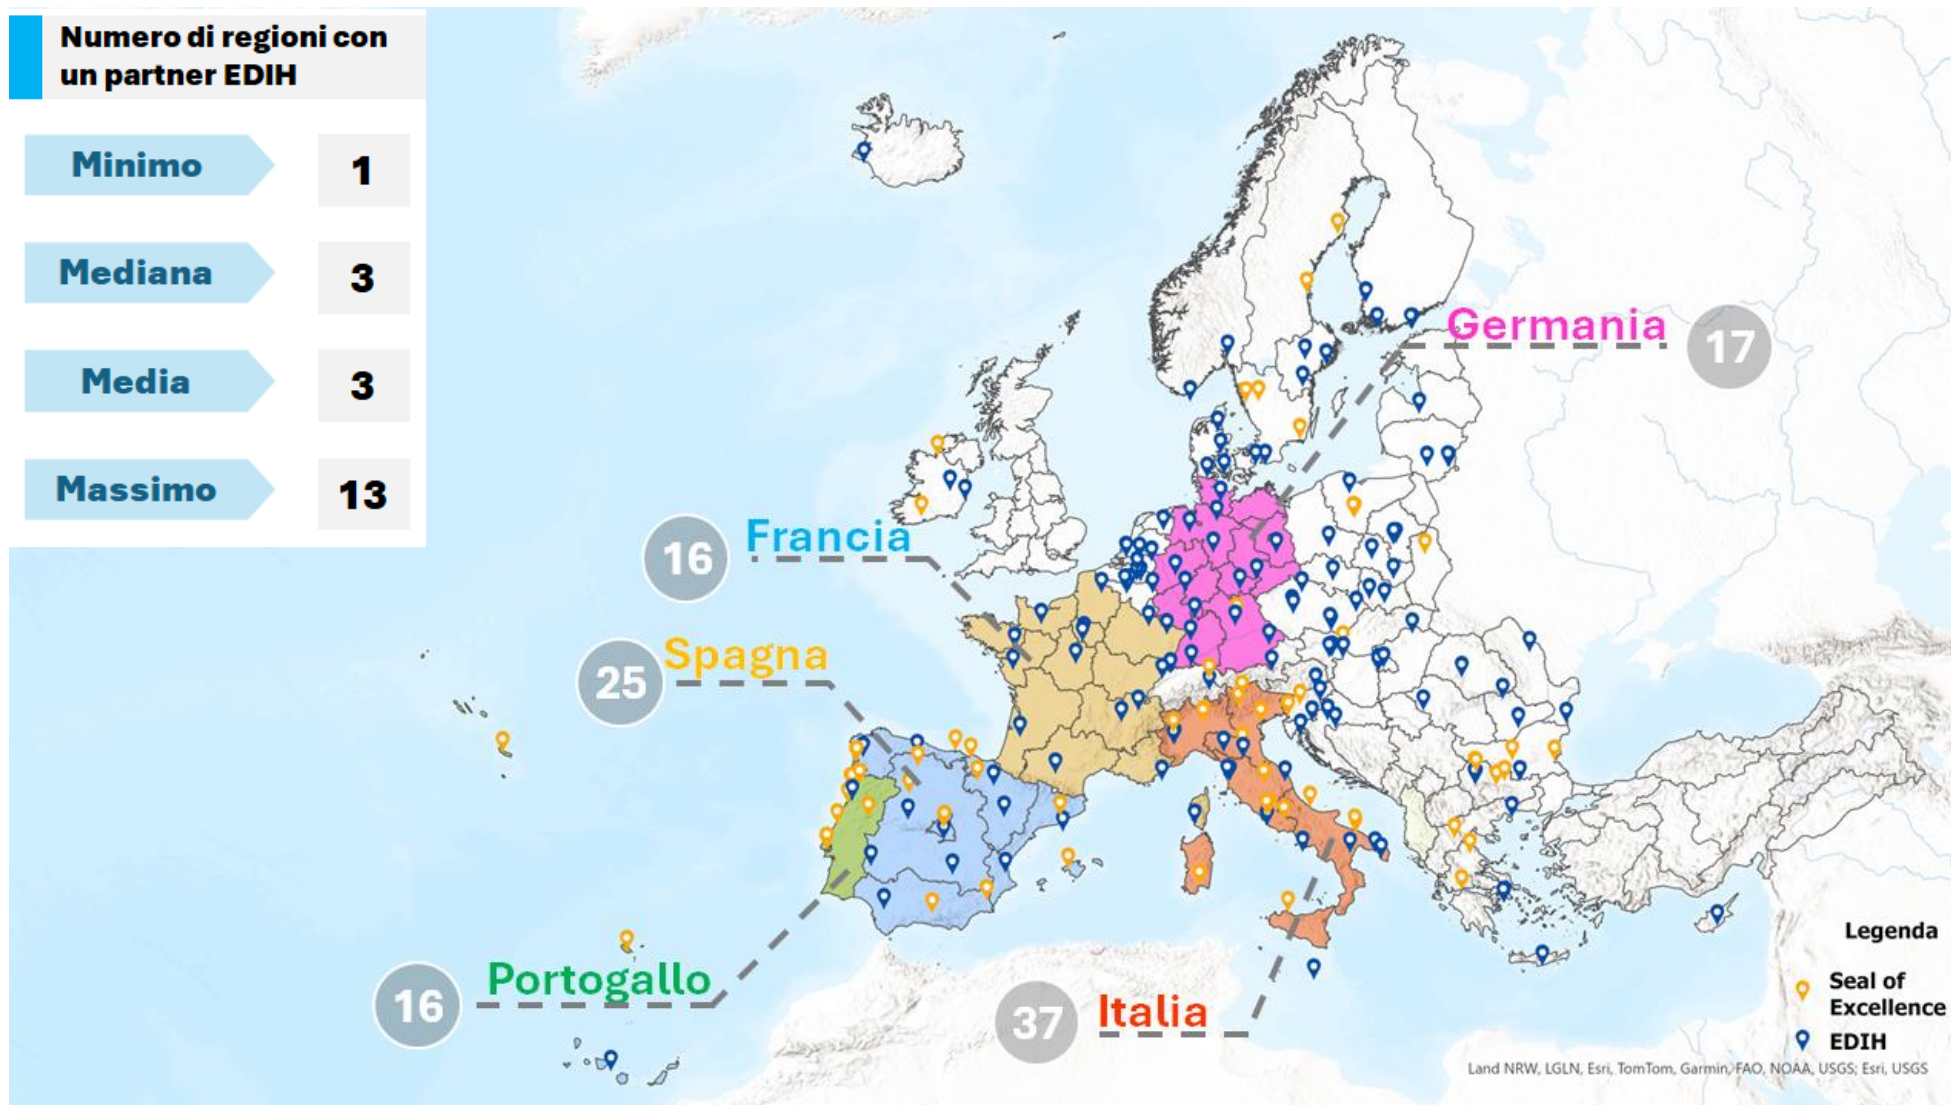 Numero di regioni con
un partner EDIH
Minimo
1
Mediana
3
Media
3
Massimo
13
Germania
17
Francia
16
Spagna
25
Portogallo
16
Italia
37
Legenda
Seal of
Excellence
EDIH
Land NRW, LGLN, Esri, TomTom, Garmin, FAO, NOAA, USGS; Esri, USGS